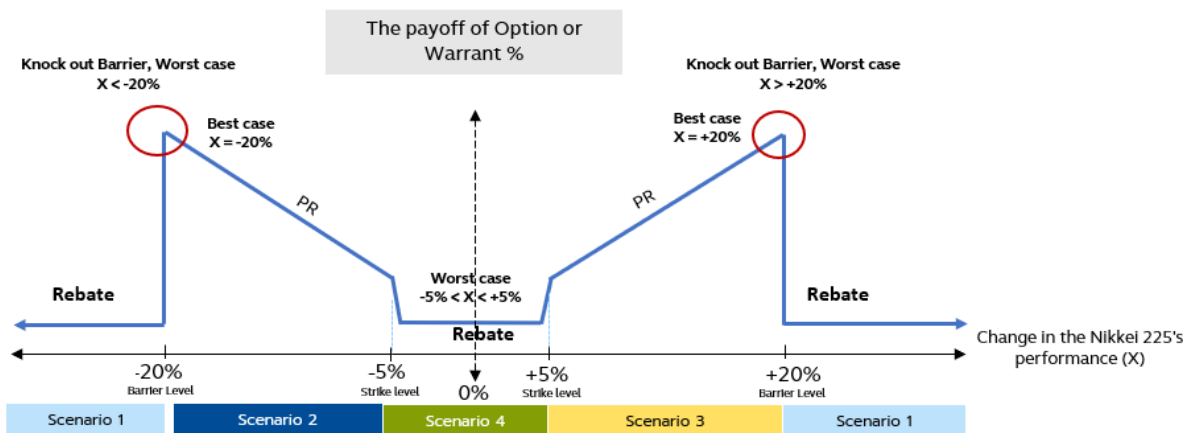 The payoff of Option or
Warrant %
Knock out Barrier, Worst case
X < -20%
Knock out Barrier, Worst case
X > +20%
Best case
X = -20%
Best case
X = +20%
PR
PR
Rebate
Worst case
-5% < X < +5%
Rebate
Rebate
Change in the Nikkei 225's
performance (X)
-20%
Barrier Level
-5%
Strike level
0%
+5%
Strike level
+20%
Barrier Level
Scenario 1
Scenario 2
Scenario 4
Scenario 3
Scenario 1